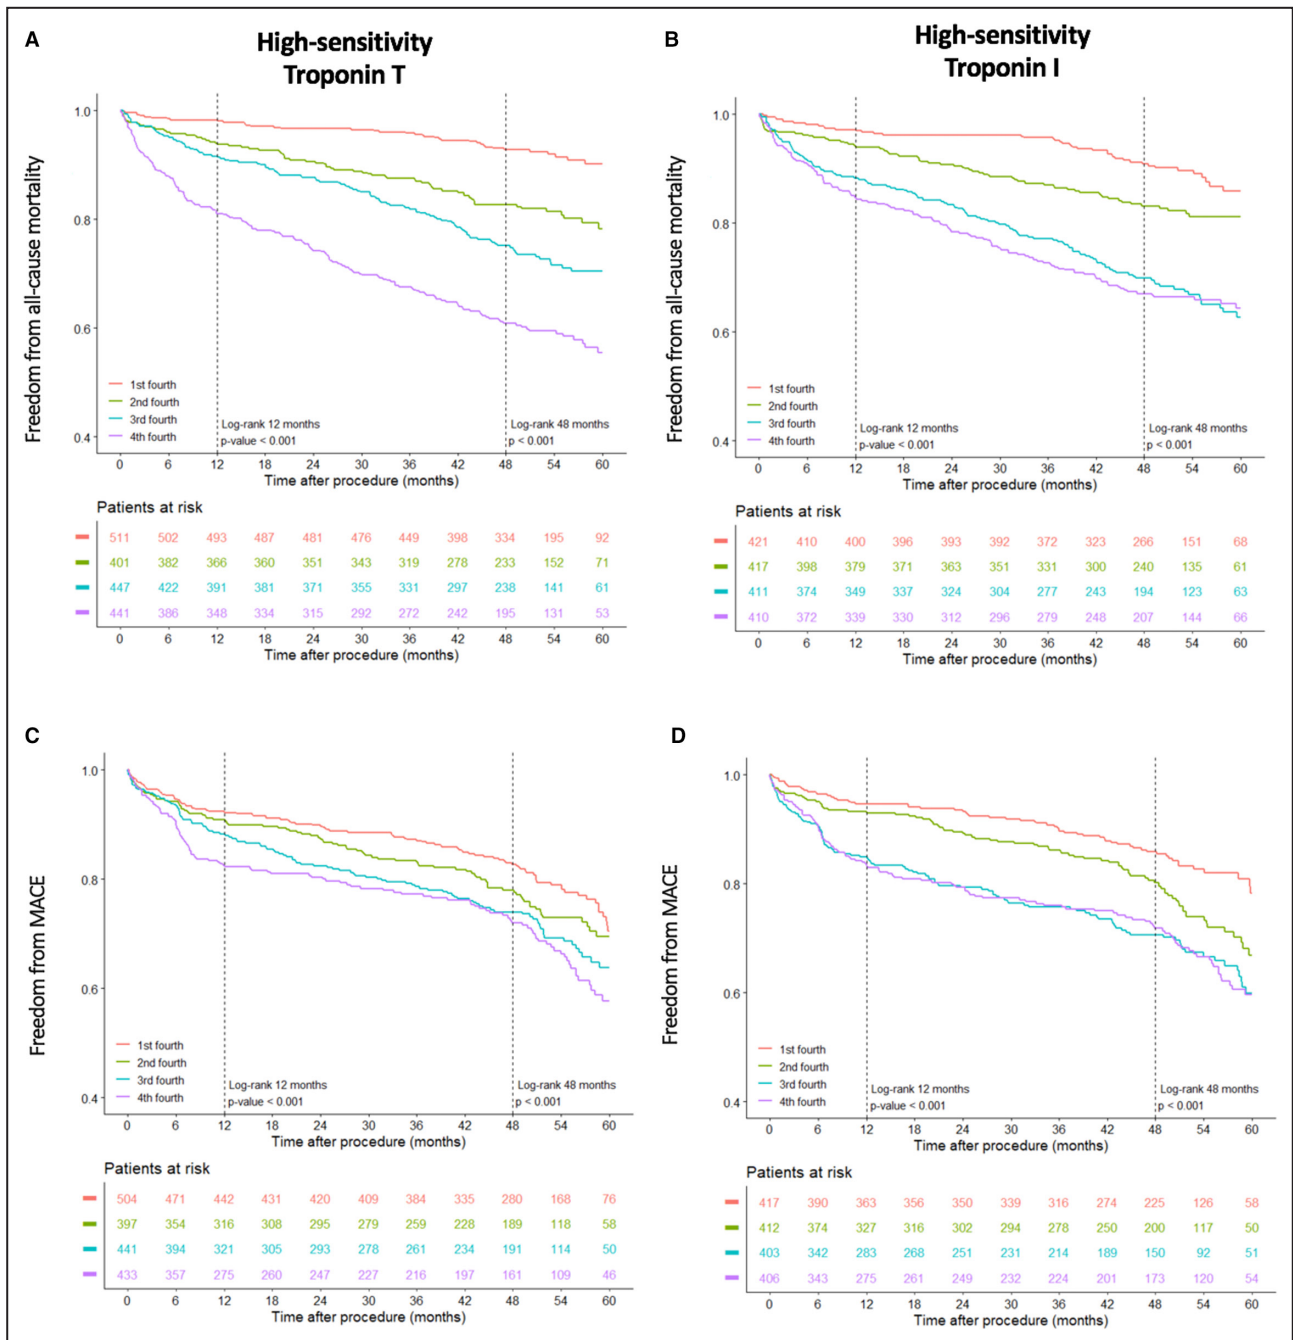 A
High-sensitivity
Troponin T
Freedom from all-cause mortality
1.0
0.8
0.6
0.4
1st fourth
2nd fourth
3rd fourth
4th fourth
Log-rank 12 months
p-value < 0.001
Log-rank 48 months
p < 0.001
0 6 12 18 24 30 36 42 48 54 60
Time after procedure (months)
Patients at risk
511 502 493 487 481 476 449 398 334 195 92
401 382 366 360 351 343 319 278 233 152 71
447 422 391 381 371 355 331 297 238 141 61
441 386 348 334 315 292 272 242 195 131 53
0 6 12 18 24 30 36 42 48 54 60
Time after procedure (months)
B
High-sensitivity
Troponin I
Freedom from all-cause mortality
1.0
0.8
0.6
0.4
1st fourth
2nd fourth
3rd fourth
4th fourth
Log-rank 12 months
p-value < 0.001
Log-rank 48 months
p < 0.001
0 6 12 18 24 30 36 42 48 54 60
Time after procedure (months)
Patients at risk
421 410 400 396 393 392 372 323 266 151 68
417 398 379 371 363 351 331 300 240 135 61
411 374 349 337 324 304 277 243 194 123 63
410 372 339 330 312 296 279 248 207 144 66
0 6 12 18 24 30 36 42 48 54 60
Time after procedure (months)
C
Freedom from MACE
1.0
0.8
0.6
0.4
1st fourth
2nd fourth
3rd fourth
4th fourth
Log-rank 12 months
p-value < 0.001
Log-rank 48 months
p < 0.001
0 6 12 18 24 30 36 42 48 54 60
Time after procedure (months)
Patients at risk
504 471 442 431 420 409 384 335 280 168 76
397 354 316 308 295 279 259 228 189 118 58
441 394 321 305 293 278 261 234 191 114 50
433 357 275 260 247 227 216 197 161 109 46
0 6 12 18 24 30 36 42 48 54 60
Time after procedure (months)
D
Freedom from MACE
1.0
0.8
0.6
0.4
1st fourth
2nd fourth
3rd fourth
4th fourth
Log-rank 12 months
p-value < 0.001
Log-rank 48 months
p < 0.001
0 6 12 18 24 30 36 42 48 54 60
Time after procedure (months)
Patients at risk
417 390 363 356 350 339 316 274 225 126 58
412 374 327 316 302 294 278 250 200 117 50
403 342 283 268 251 231 214 189 150 92 51
406 343 275 261 249 232 224 201 173 120 54
0 6 12 18 24 30 36 42 48 54 60
Time after procedure (months)